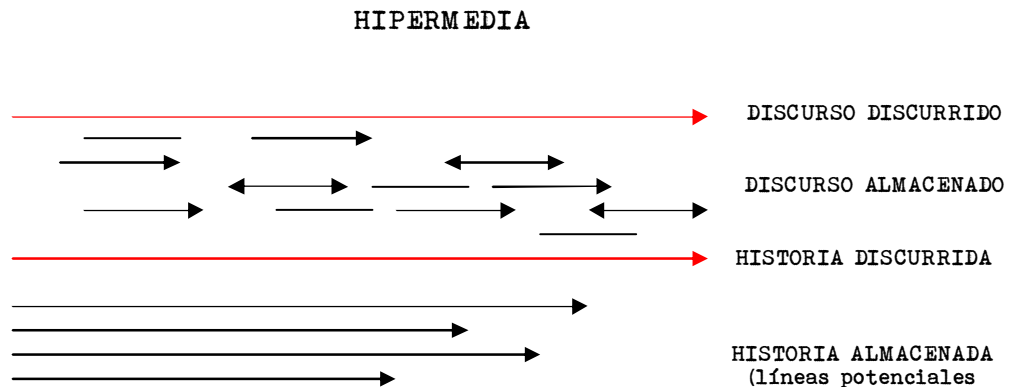 HIPERMEDIA
DISCURSO DISCURRIDO
DISCURSO ALMACENADO
HISTORIA DISCURRIDA
HISTORIA ALMACENADA
(líneas potenciales